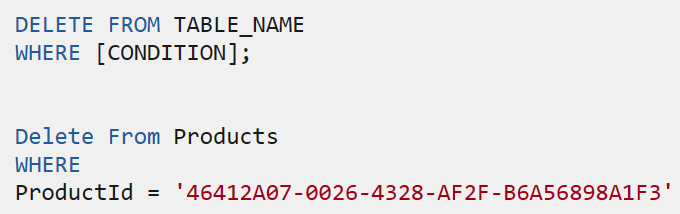 DELETE FROM TABLE_NAME
WHERE [CONDITION];
Delete From Products
WHERE
ProductId = '46412A07-0026-4328-AF2F-B6A56898A1F3'